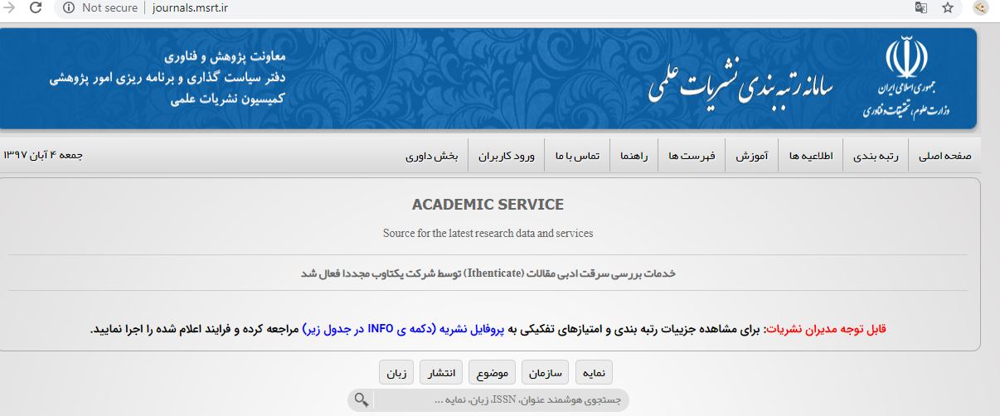 Not secure | journals.msrt.ir
جمهوری اسلامی ایران
وزارت علوم، تحقیقات و فناوری
سامانه رتبه بندی نشریات علمی
معاونت پژوهش و فناوری
دفتر سیاست گذاری و برنامه ریزی امور پژوهشی
کمیسیون نشریات علمی
صفحه اصلی
رتبه بندی
اطلاعیه ها
آموزش
فهرست ها
راهنما
تماس با ما
ورود کاربران
بخش داوری
جمعه ۴ آبان ۱۳۹۷
ACADEMIC SERVICE
Source for the latest research data and services
خدمات بررسی سرقت ادبی مقالات (Ithenticate) توسط شرکت یکتاوب مجددا فعال شد
قابل توجه مدیران نشریات: برای مشاهده جزییات رتبه بندی و امتیازهای تفکیکی به پروفایل نشریه (دکمه ی INFO در جدول زیر) مراجعه کرده و فرایند اعلام شده را اجرا نمایید.
نمایه
سازمان
موضوع
انتشار
زبان
جستجوی هوشمند عنوان، ISSN، زبان، نمایه ...